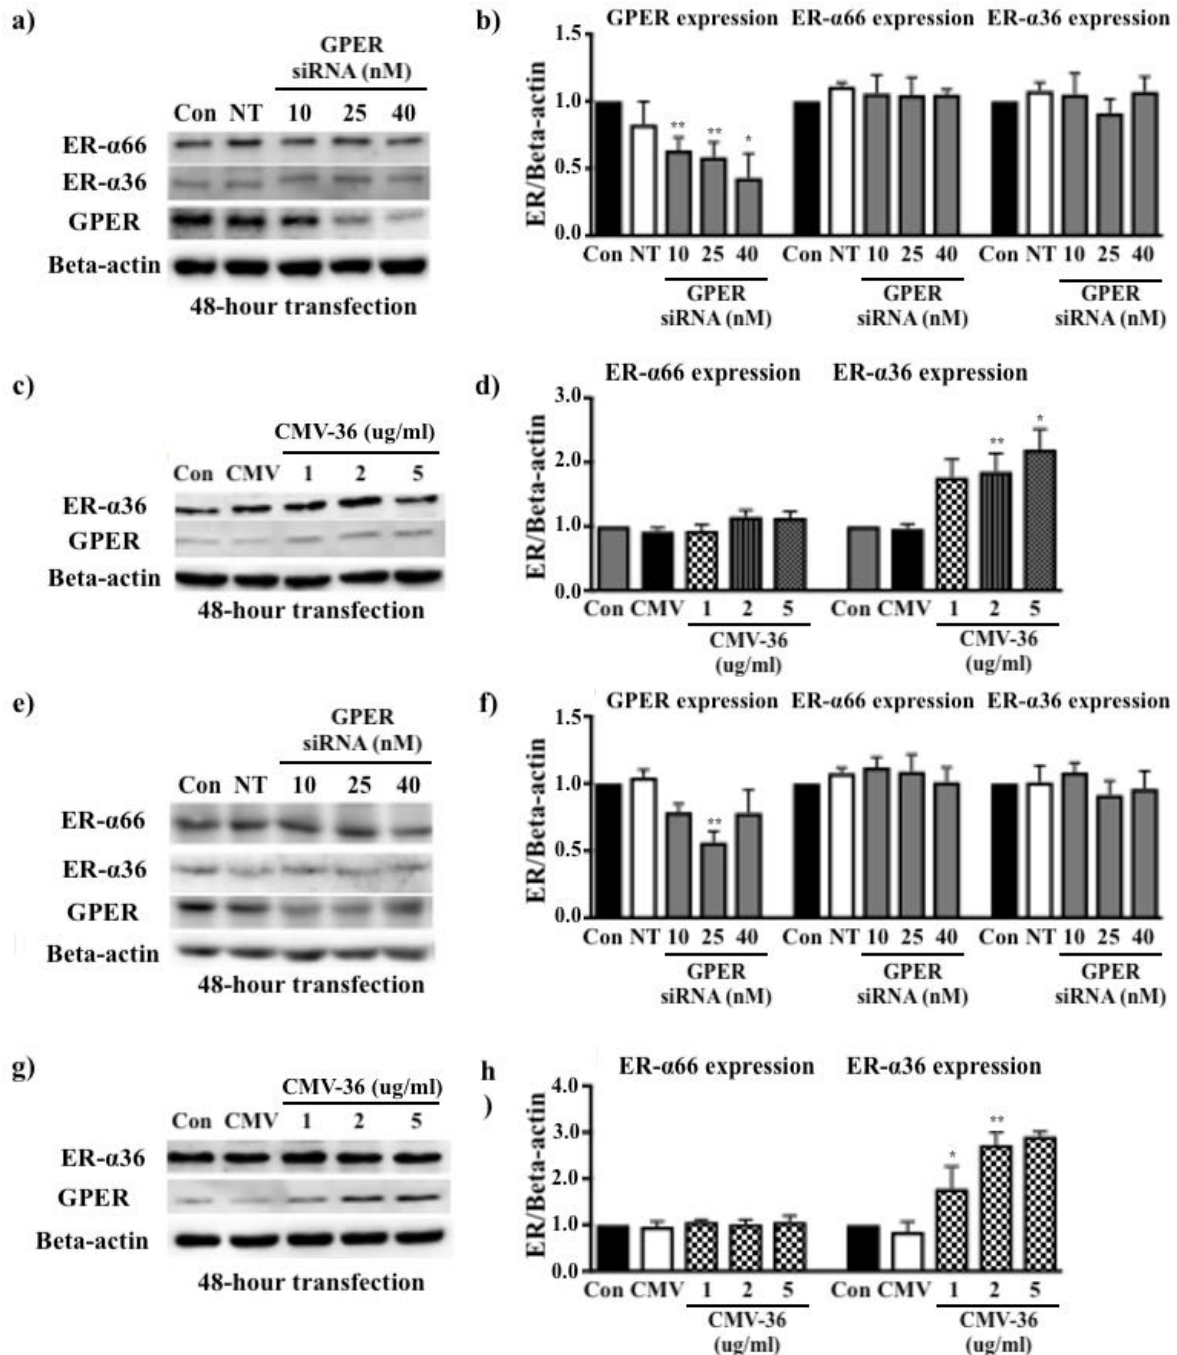 a)
GPER
siRNA (nM)
Con NT 10 25 40
ER-α66
ER-α36
GPER
Beta-actin
48-hour transfection
b)
GPER expression ER-α66 expression ER-α36 expression
ER/Beta-actin
1.5
1.0
0.5
0.0
** ** *
Con NT 10 25 40 Con NT 10 25 40 Con NT 10 25 40
GPER GPER GPER
siRNA (nM) siRNA (nM) siRNA (nM)
c)
CMV-36 (ug/ml)
Con CMV 1 2 5
ER-α36
GPER
Beta-actin
48-hour transfection
d)
ER-α66 expression ER-α36 expression
ER/Beta-actin
3.0
2.0
1.0
0.0
** *
Con CMV 1 2 5 Con CMV 1 2 5
CMV-36 CMV-36
(ug/ml) (ug/ml)
e)
GPER
siRNA (nM)
Con NT 10 25 40
ER-α66
ER-α36
GPER
Beta-actin
48-hour transfection
f)
GPER expression ER-α66 expression ER-α36 expression
ER/Beta-actin
1.5
1.0
0.5
0.0
**
Con NT 10 25 40 Con NT 10 25 40 Con NT 10 25 40
GPER GPER GPER
siRNA (nM) siRNA (nM) siRNA (nM)
g)
CMV-36 (ug/ml)
Con CMV 1 2 5
ER-α36
GPER
Beta-actin
48-hour transfection
h
)
ER-α66 expression ER-α36 expression
ER/Beta-actin
4.0
3.0
2.0
1.0
0.0
* **
Con CMV 1 2 5 Con CMV 1 2 5
CMV-36 CMV-36
(ug/ml) (ug/ml)